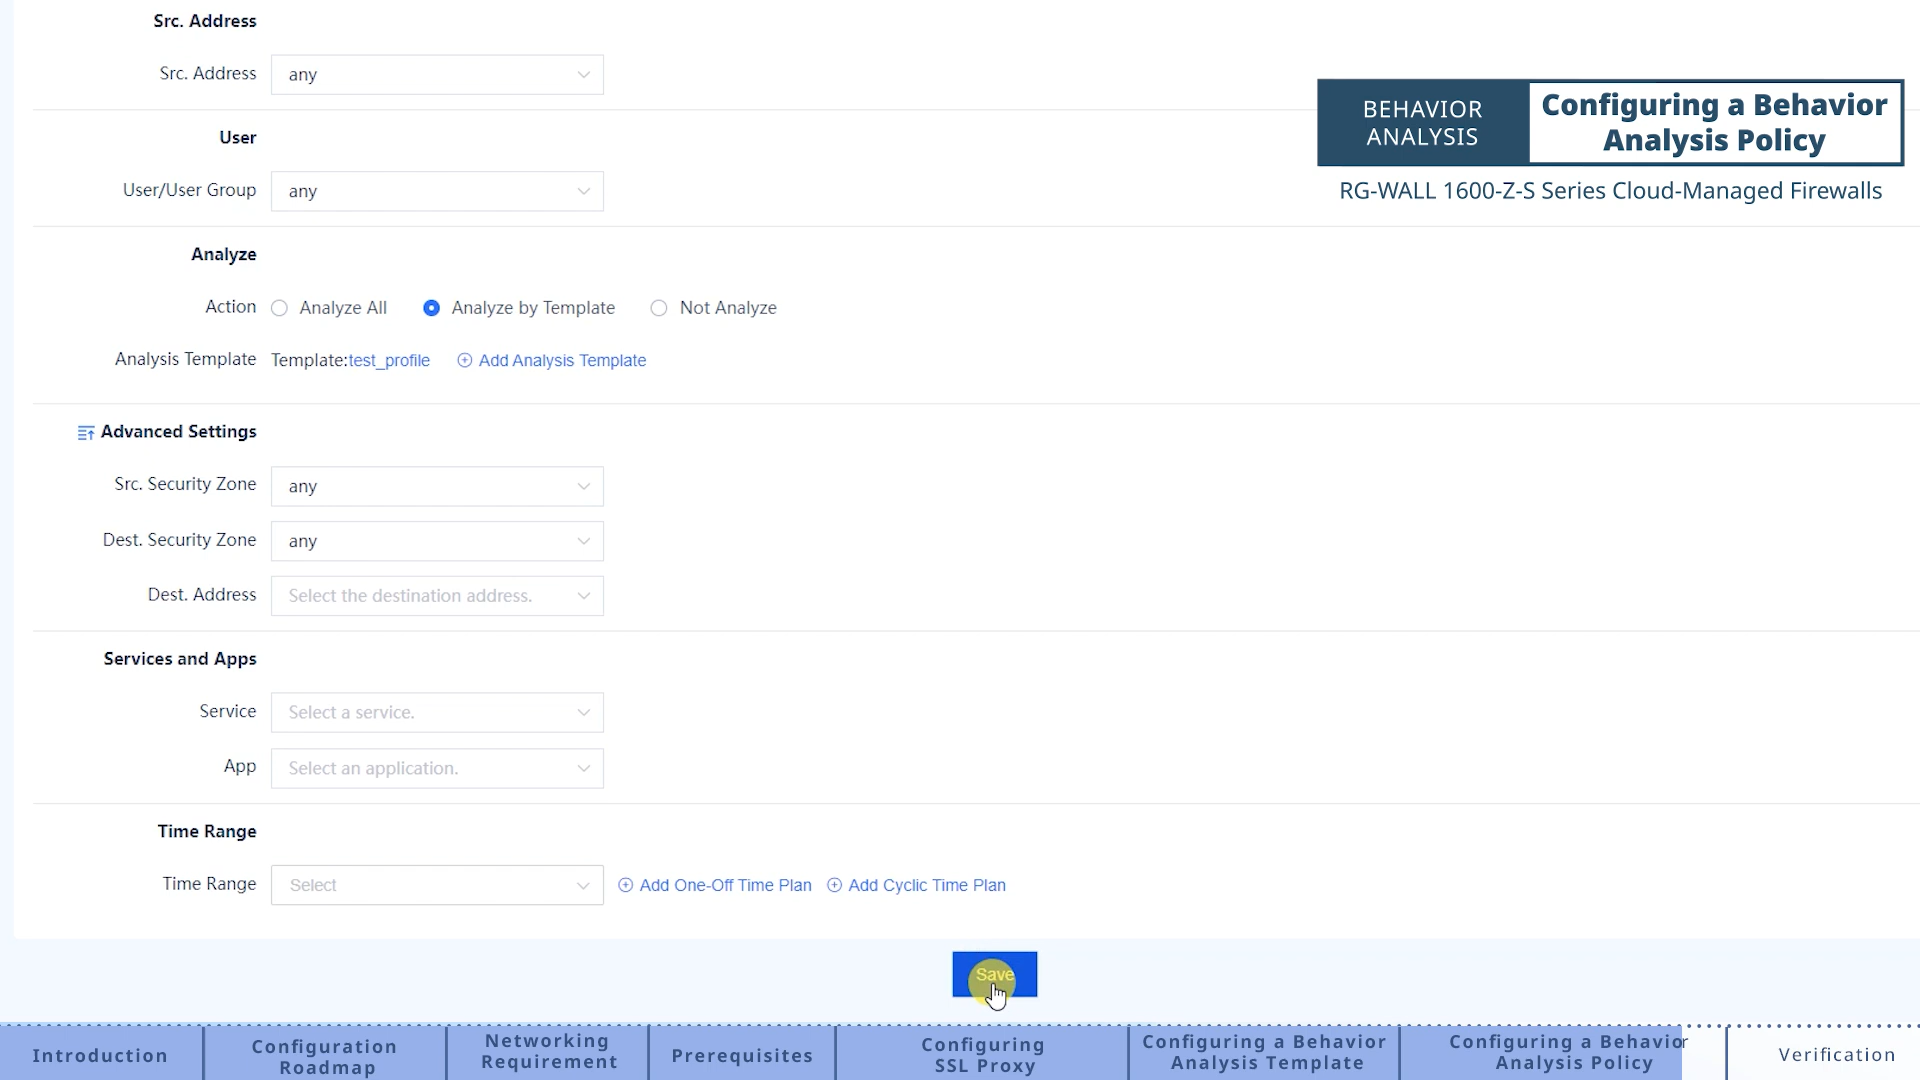 Src. Address
Src. Address any
BEHAVIOR
ANALYSIS
Configuring a Behavior
Analysis Policy
RG-WALL 1600-Z-S Series Cloud-Managed Firewalls
User
User/User Group any
Analyze
Action Analyze All Analyze by Template Not Analyze
Analysis Template Template:test_profile Add Analysis Template
Advanced Settings
Src. Security Zone any
Dest. Security Zone any
Dest. Address Select the destination address.
Services and Apps
Service Select a service.
App Select an application.
Time Range
Time Range Select Add One-Off Time Plan Add Cyclic Time Plan
Save
Introduction
Configuration
Roadmap
Networking
Requirement
Prerequisites
Configuring
SSL Proxy
Configuring a Behavior
Analysis Template
Configuring a Behavior
Analysis Policy
Verification